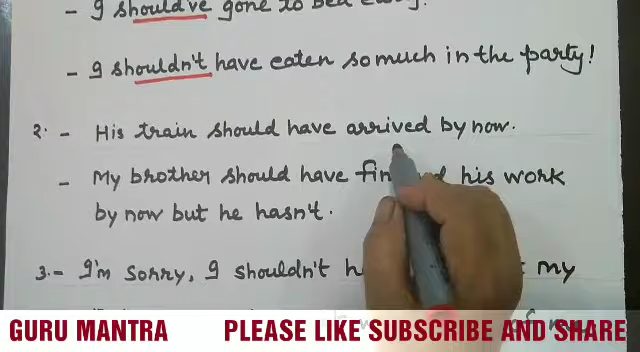 - I should've gone to bed early.
- I shouldn't have eaten so much in the party!
2. - His train should have arrived by now.
- My brother should have his work
by now but he hasn't.
3. - I'm sorry, I shouldn't my
GURU MANTRA PLEASE LIKE SUBSCRIBE AND SHARE